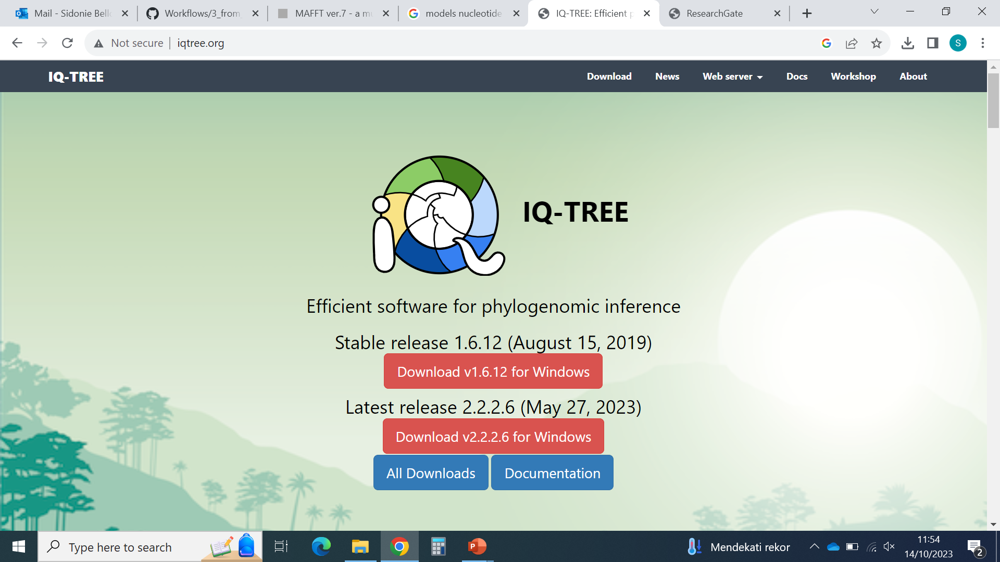 Mail - Sidonie Bell
Workflows/3_from_
MAFFT ver.7 - a mu
models nucleotide
IQ-TREE: Efficient p
ResearchGate
Not secure | iqtree.org
S
IQ-TREE
Download News Web server Docs Workshop About
IQ-TREE
Efficient software for phylogenomic inference
Stable release 1.6.12 (August 15, 2019)
Download v1.6.12 for Windows
Latest release 2.2.2.6 (May 27, 2023)
Download v2.2.2.6 for Windows
All Downloads Documentation
Type here to search
Mendekati rekor
11:54
14/10/2023
2